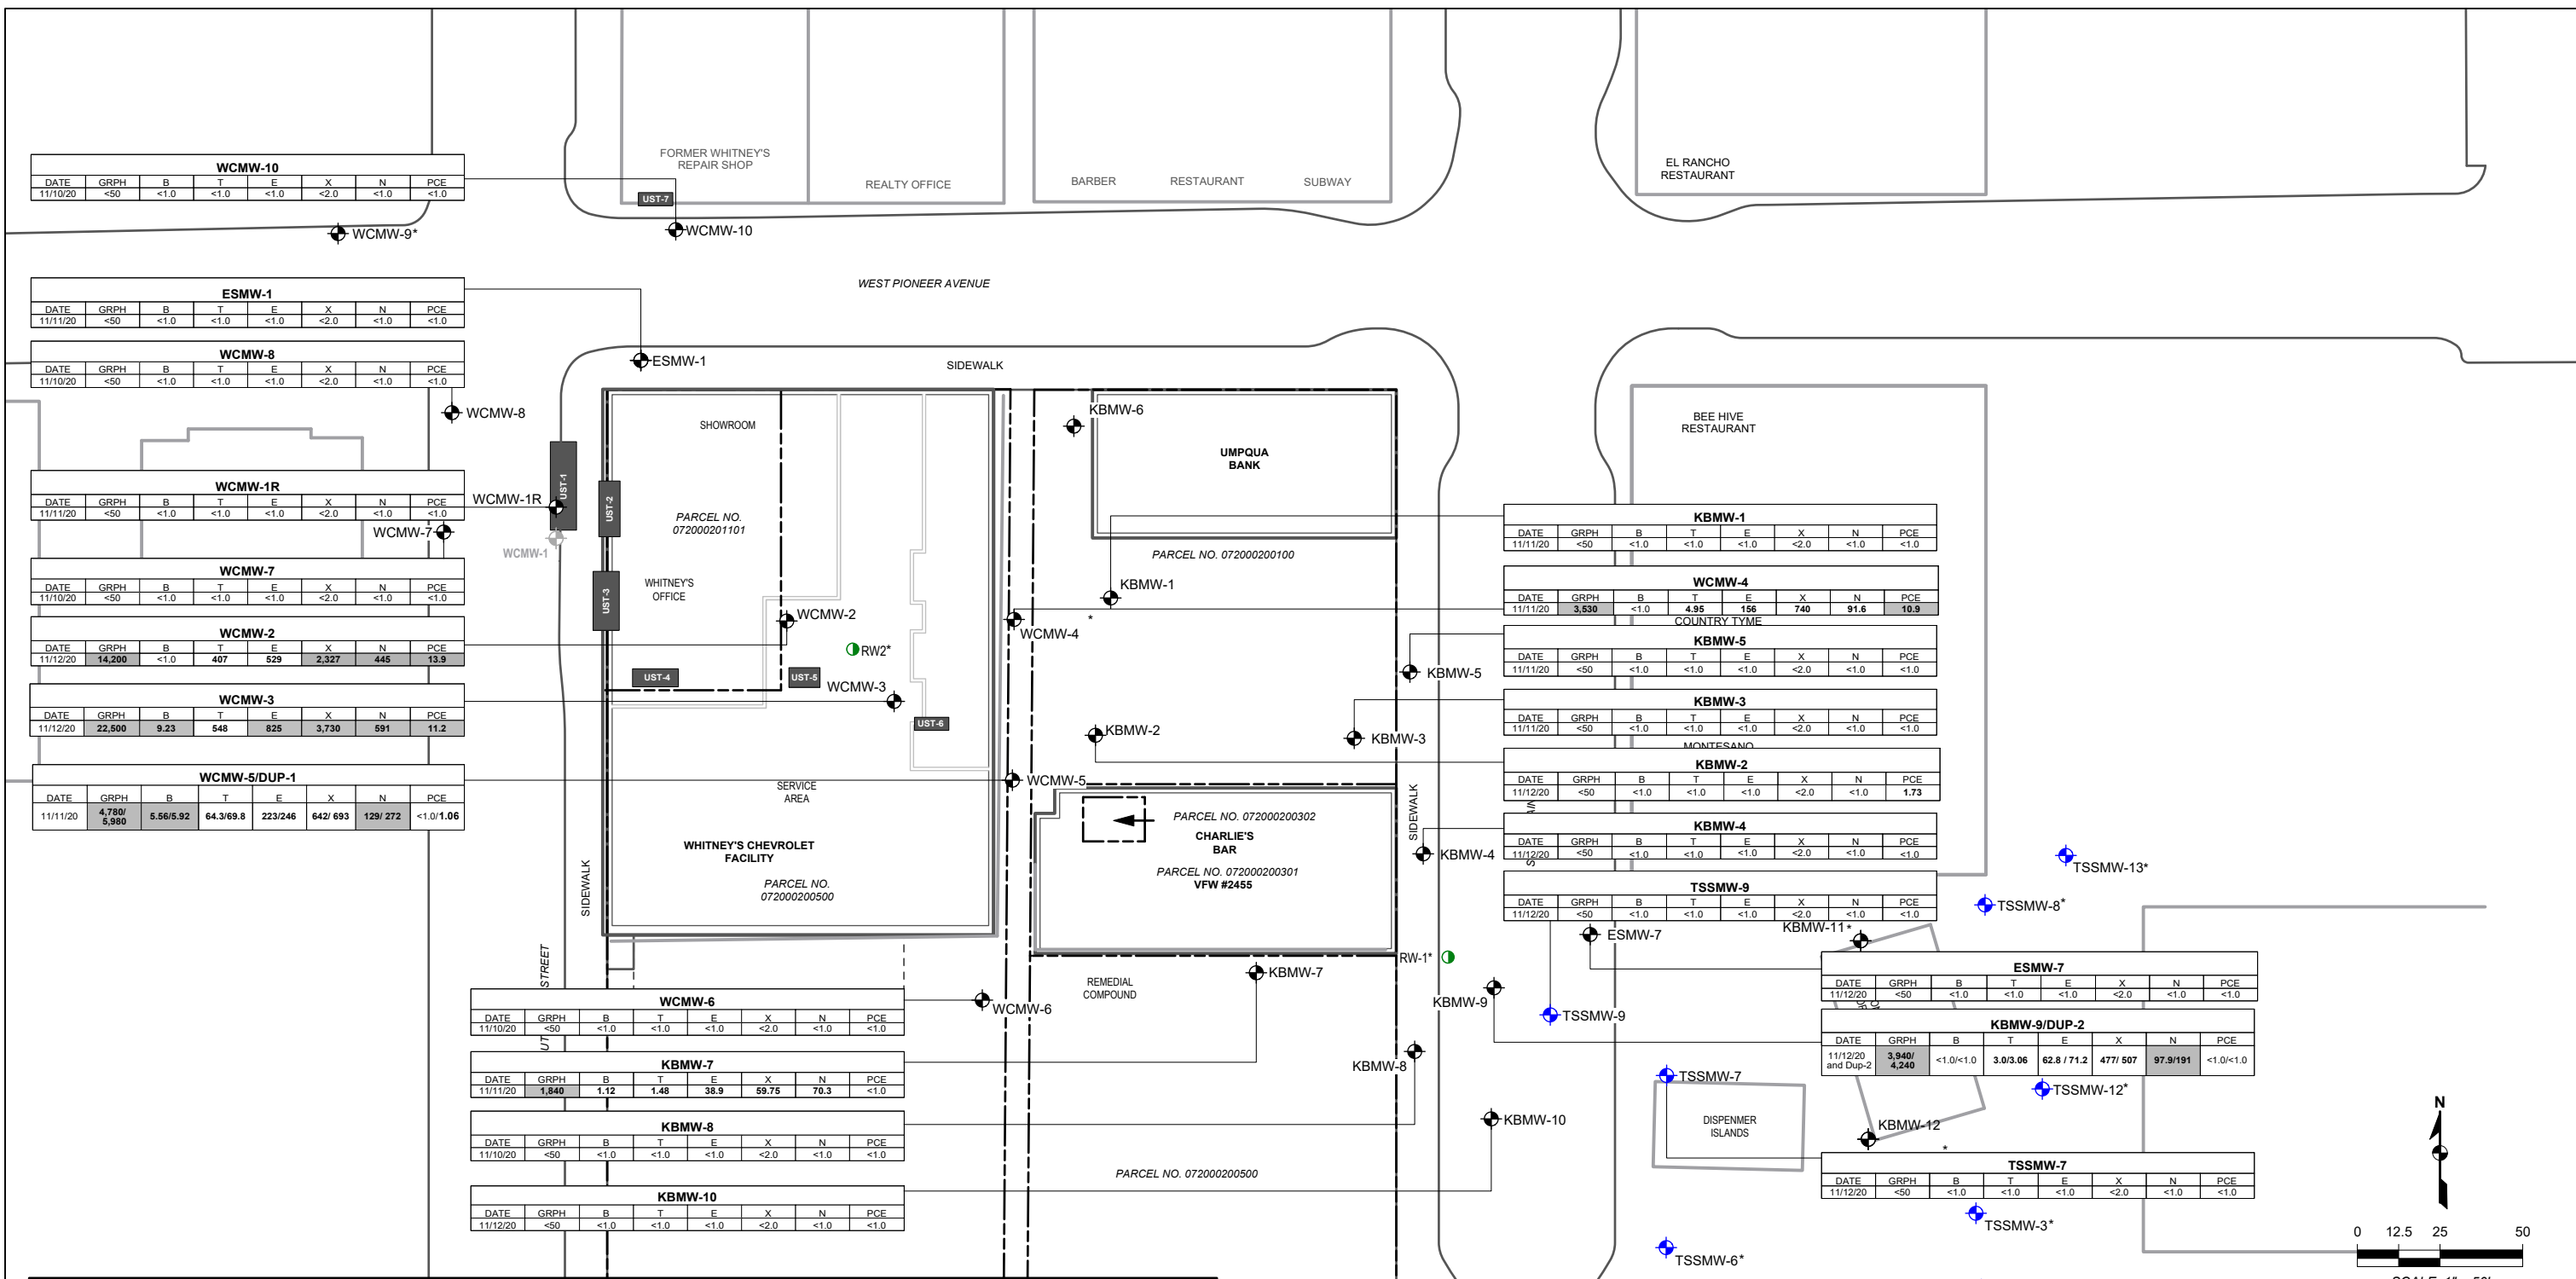 FORMER WHITNEY'S
REPAIR SHOP
REALTY OFFICE
BARBER
RESTAURANT
SUBWAY
EL RANCHO
RESTAURANT
UST-7
WCMW-10
DATE GRPH B T E X N PCE
11/10/20 <50 <1.0 <1.0 <1.0 <2.0 <1.0 <1.0
WCMW-9*
WCMW-10
WEST PIONEER AVENUE
ESMW-1
DATE GRPH B T E X N PCE
11/11/20 <50 <1.0 <1.0 <1.0 <2.0 <1.0 <1.0
WCMW-8
DATE GRPH B T E X N PCE
11/10/20 <50 <1.0 <1.0 <1.0 <2.0 <1.0 <1.0
ESMW-1
SIDEWALK
WCMW-8
WCMW-1R
DATE GRPH B T E X N PCE
11/11/20 <50 <1.0 <1.0 <1.0 <2.0 <1.0 <1.0
WCMW-1R
WCMW-7
WCMW-1
UST-1
UST-2
UST-3
WCMW-7
DATE GRPH B T E X N PCE
11/10/20 <50 <1.0 <1.0 <1.0 <2.0 <1.0 <1.0
WCMW-2
DATE GRPH B T E X N PCE
11/12/20 14,200 <1.0 407 529 2,327 445 13.9
WCMW-3
DATE GRPH B T E X N PCE
11/12/20 22,500 9.23 548 825 3,730 591 11.2
WCMW-5/DUP-1
DATE GRPH B T E X N PCE
11/11/20 4,780/ 5.56/5.92 64.3/69.8 223/246 642/ 693 129/ 272 <1.0/1.06
5,980
SHOWROOM
PARCEL NO.
072000201101
WHITNEY'S
OFFICE
WCMW-2
RW2*
UST-4
UST-5
WCMW-3
UST-6
SERVICE
AREA
WHITNEY'S CHEVROLET
FACILITY
PARCEL NO.
072000200500
SIDEWALK
STREET
UT
KBMW-6
UMPQUA
BANK
PARCEL NO. 072000200100
KBMW-1
WCMW-4
*
KBMW-5
KBMW-2
KBMW-3
WCMW-5
PARCEL NO. 072000200302
CHARLIE'S
BAR
PARCEL NO. 072000200301
VFW #2455
SIDEWALK
KBMW-4
BEE HIVE
RESTAURANT
KBMW-1
DATE GRPH B T E X N PCE
11/11/20 <50 <1.0 <1.0 <1.0 <2.0 <1.0 <1.0
WCMW-4
DATE GRPH B T E X N PCE
11/11/20 3,530 <1.0 4.95 156 740 91.6 10.9
COUNTRY TYME
KBMW-5
DATE GRPH B T E X N PCE
11/11/20 <50 <1.0 <1.0 <1.0 <2.0 <1.0 <1.0
KBMW-3
DATE GRPH B T E X N PCE
11/11/20 <50 <1.0 <1.0 <1.0 <2.0 <1.0 <1.0
MONTESANO
KBMW-2
DATE GRPH B T E X N PCE
11/12/20 <50 <1.0 <1.0 <1.0 <2.0 <1.0 1.73
KBMW-4
DATE GRPH B T E X N PCE
11/12/20 <50 <1.0 <1.0 <1.0 <2.0 <1.0 <1.0
TSSMW-9
DATE GRPH B T E X N PCE
11/12/20 <50 <1.0 <1.0 <1.0 <2.0 <1.0 <1.0
TSSMW-13*
TSSMW-8*
KBMW-11*
ESMW-7
RW-1*
KBMW-9
TSSMW-9
KBMW-7
REMEDIAL
COMPOUND
WCMW-6
KBMW-8
KBMW-10
ESMW-7
DATE GRPH B T E X N PCE
11/12/20 <50 <1.0 <1.0 <1.0 <2.0 <1.0 <1.0
KBMW-9/DUP-2
DATE GRPH B T E X N PCE
11/12/20 3,940/ <1.0/<1.0 3.0/3.06 62.8 / 71.2 477/ 507 97.9/191 <1.0/<1.0
and Dup-2 4,240
WCMW-6
DATE GRPH B T E X N PCE
11/10/20 <50 <1.0 <1.0 <1.0 <2.0 <1.0 <1.0
KBMW-7
DATE GRPH B T E X N PCE
11/11/20 1,840 1.12 1.48 38.9 59.75 70.3 <1.0
KBMW-8
DATE GRPH B T E X N PCE
11/10/20 <50 <1.0 <1.0 <1.0 <2.0 <1.0 <1.0
KBMW-10
DATE GRPH B T E X N PCE
11/12/20 <50 <1.0 <1.0 <1.0 <2.0 <1.0 <1.0
PARCEL NO. 072000200500
TSSMW-7
TSSMW-12*
DISPENMER
ISLANDS
KBMW-12
*
TSSMW-7
DATE GRPH B T E X N PCE
11/12/20 <50 <1.0 <1.0 <1.0 <2.0 <1.0 <1.0
TSSMW-3*
TSSMW-6*
N
0 12.5 25 50